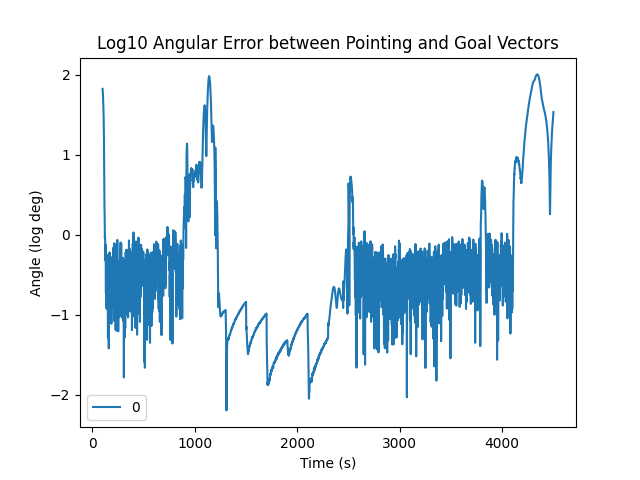 Log10 Angular Error between Pointing and Goal Vectors
Angle (log deg)
2
1
0
−1
−2
0
0 1000 2000 3000 4000
Time (s)